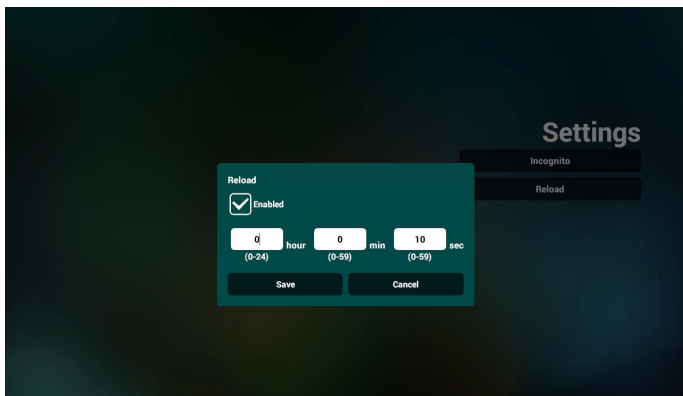 Settings
Incognito
Reload
Reload
Enabled
0 hour 0 min 10 sec
(0-24) (0-59) (0-59)
Save Cancel